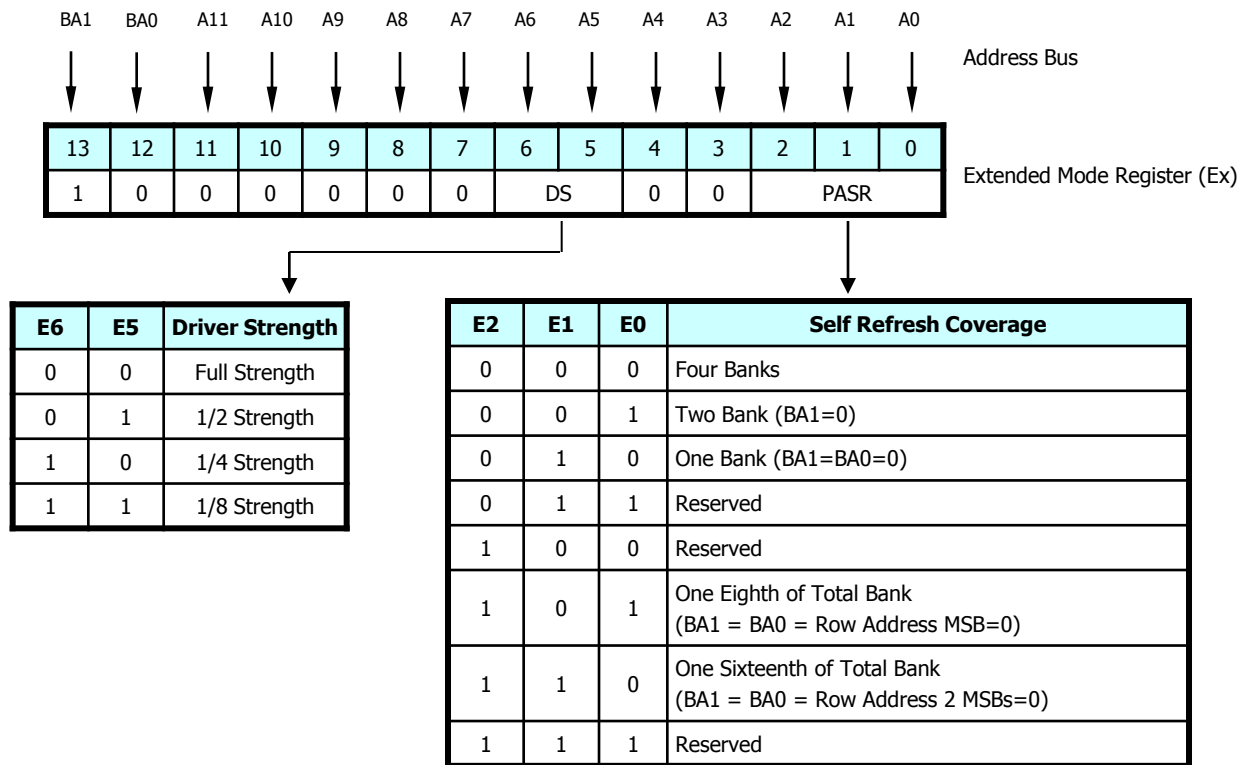 BA1 BA0 A11 A10 A9 A8 A7 A6 A5 A4 A3 A2 A1 A0
Address Bus
13 12 11 10 9 8 7 6 5 4 3 2 1 0
1 0 0 0 0 0 0 DS 0 0 PASR
Extended Mode Register (Ex)
E6 E5 Driver Strength
0 0 Full Strength
0 1 1/2 Strength
1 0 1/4 Strength
1 1 1/8 Strength
E2 E1 E0 Self Refresh Coverage
0 0 0 Four Banks
0 0 1 Two Bank (BA1=0)
0 1 0 One Bank (BA1=BA0=0)
0 1 1 Reserved
1 0 0 Reserved
1 0 1 One Eighth of Total Bank
(BA1 = BA0 = Row Address MSB=0)
1 1 0 One Sixteenth of Total Bank
(BA1 = BA0 = Row Address 2 MSBs=0)
1 1 1 Reserved